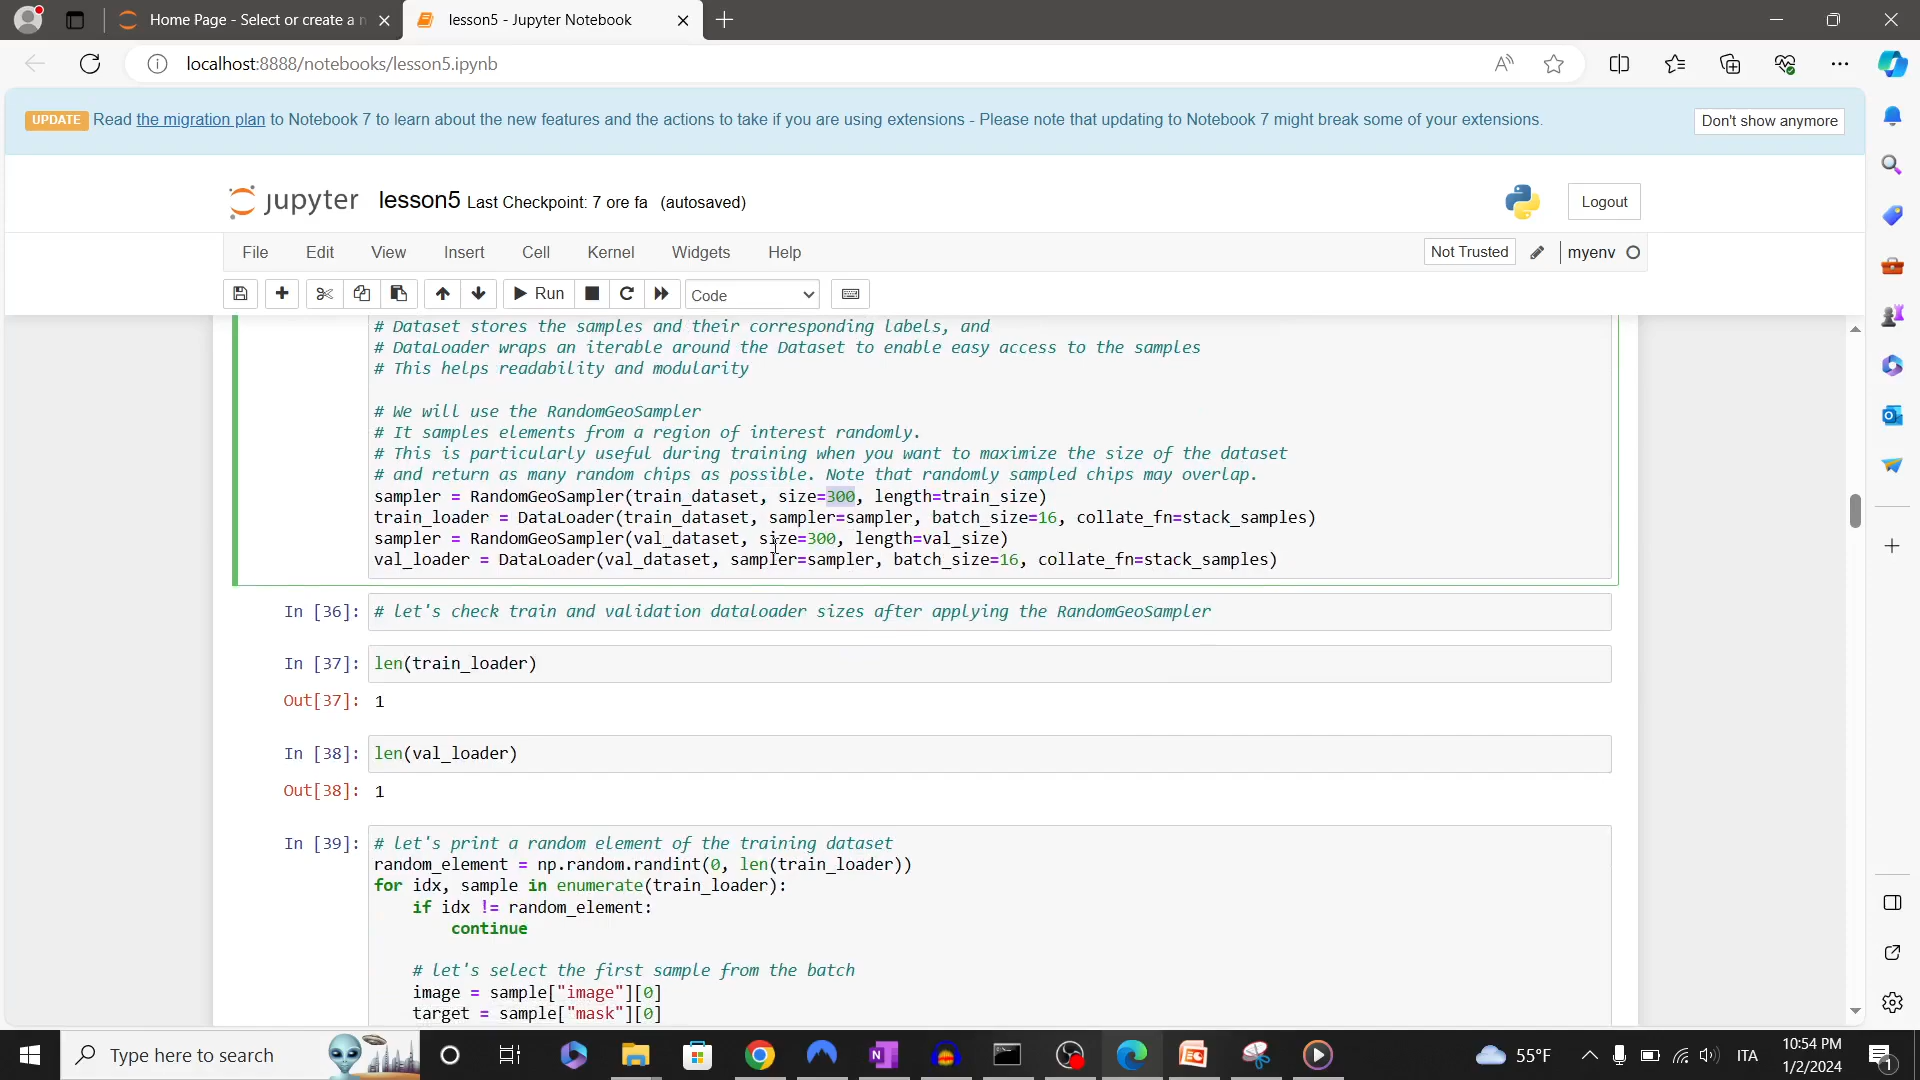 Home Page - Select or create a n
lesson5 - Jupyter Notebook
localhost:8888/notebooks/lesson5.ipynb
UPDATE Read the migration plan to Notebook 7 to learn about the new features and the actions to take if you are using extensions - Please note that updating to Notebook 7 might break some of your extensions.
Don't show anymore
jupyter lesson5 Last Checkpoint: 7 ore fa (autosaved)
Logout
File Edit View Insert Cell Kernel Widgets Help
Not Trusted
myenv
Run
Code
# Dataset stores the samples and their corresponding labels, and
# DataLoader wraps an iterable around the Dataset to enable easy access to the samples
# This helps readability and modularity
# We will use the RandomGeoSampler
# It samples elements from a region of interest randomly.
# This is particularly useful during training when you want to maximize the size of the dataset
# and return as many random chips as possible. Note that randomly sampled chips may overlap.
sampler = RandomGeoSampler(train_dataset, size=300, length=train_size)
train_loader = DataLoader(train_dataset, sampler=sampler, batch_size=16, collate_fn=stack_samples)
sampler = RandomGeoSampler(val_dataset, size=300, length=val_size)
val_loader = DataLoader(val_dataset, sampler=sampler, batch_size=16, collate_fn=stack_samples)
In [36]: # let's check train and validation dataloader sizes after applying the RandomGeoSampler
In [37]: len(train_loader)
Out[37]: 1
In [38]: len(val_loader)
Out[38]: 1
In [39]: # let's print a random element of the training dataset
random_element = np.random.randint(0, len(train_loader))
for idx, sample in enumerate(train_loader):
if idx != random_element:
continue
# let's select the first sample from the batch
image = sample["image"][0]
target = sample["mask"][0]
Type here to search
55°F
ITA
10:54 PM
1/2/2024
1